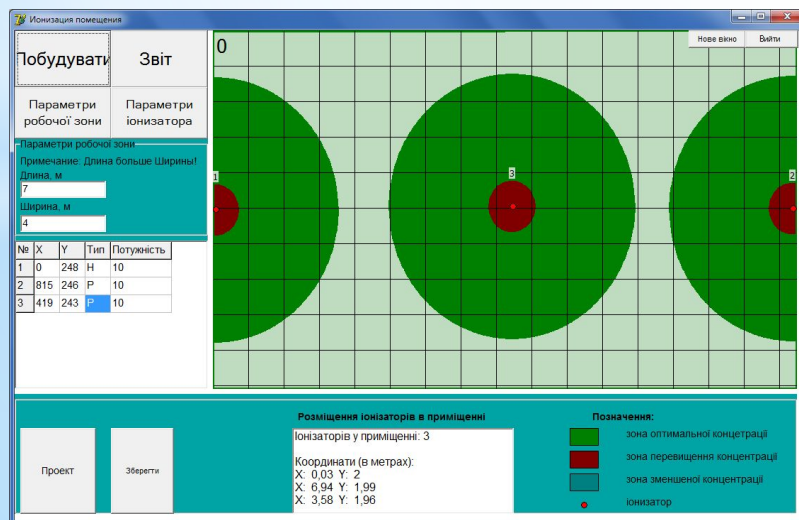 Ионизация помещения
Побудувати
Звіт
0
Нове вікно
Вийти
Параметри робочої зони
Параметри іонизатора
Параметри робочої зони
Примечание: Длина больше Ширины!
Длина, м
7
Ширина, м
4
№ X Y Тип Потужність
1 0 248 Н 10
2 815 246 Р 10
3 419 243 Р 10
1
3
2
Розміщення іонізаторів в приміщенні
Іонізаторів у приміщенні: 3
Координати (в метрах):
X: 0,03 Y: 2
X: 6,94 Y: 1,99
X: 3,58 Y: 1,96
Позначення:
зона оптимальної концетрації
зона перевищення концентрації
зона зменшеної концентрації
іонизатор
Проект
Зберегти